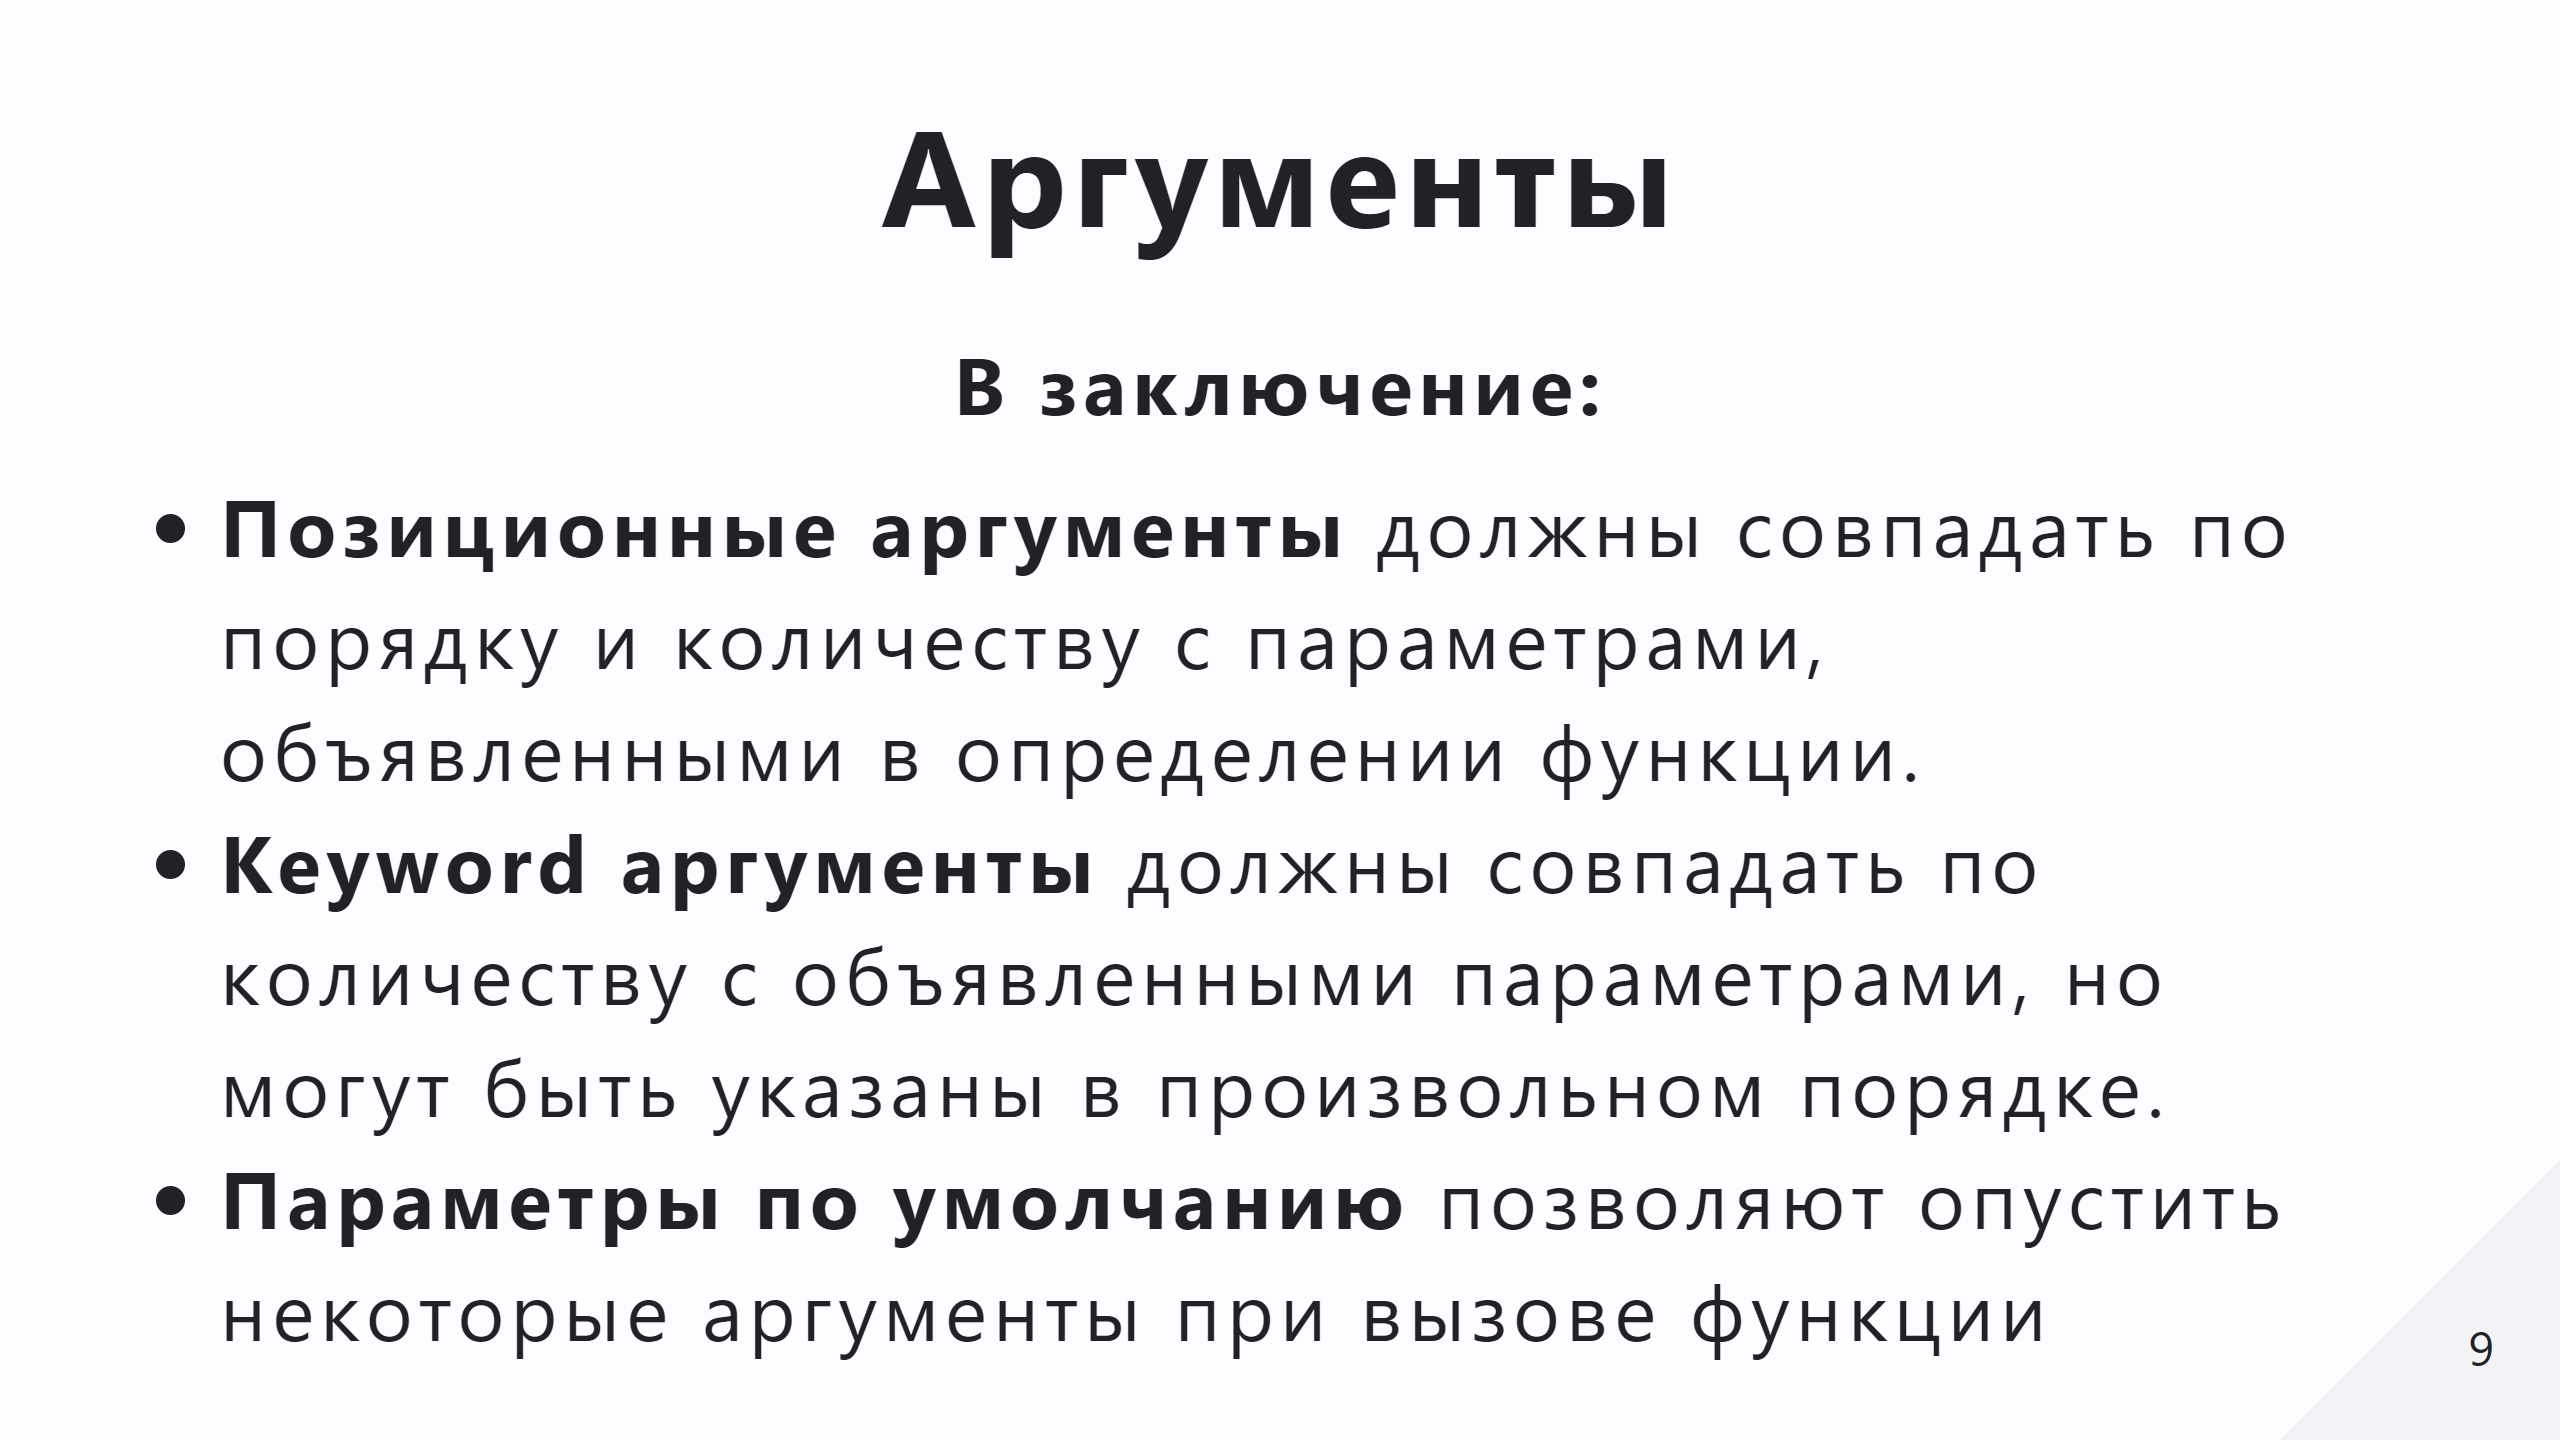 Аргументы
В заключение:
• Позиционные аргументы должны совпадать по
порядку и количеству с параметрами,
объявленными в определении функции.
• Keyword аргументы должны совпадать по
количеству с объявленными параметрами, но
могут быть указаны в произвольном порядке.
• Параметры по умолчанию позволяют опустить
некоторые аргументы при вызове функции
9